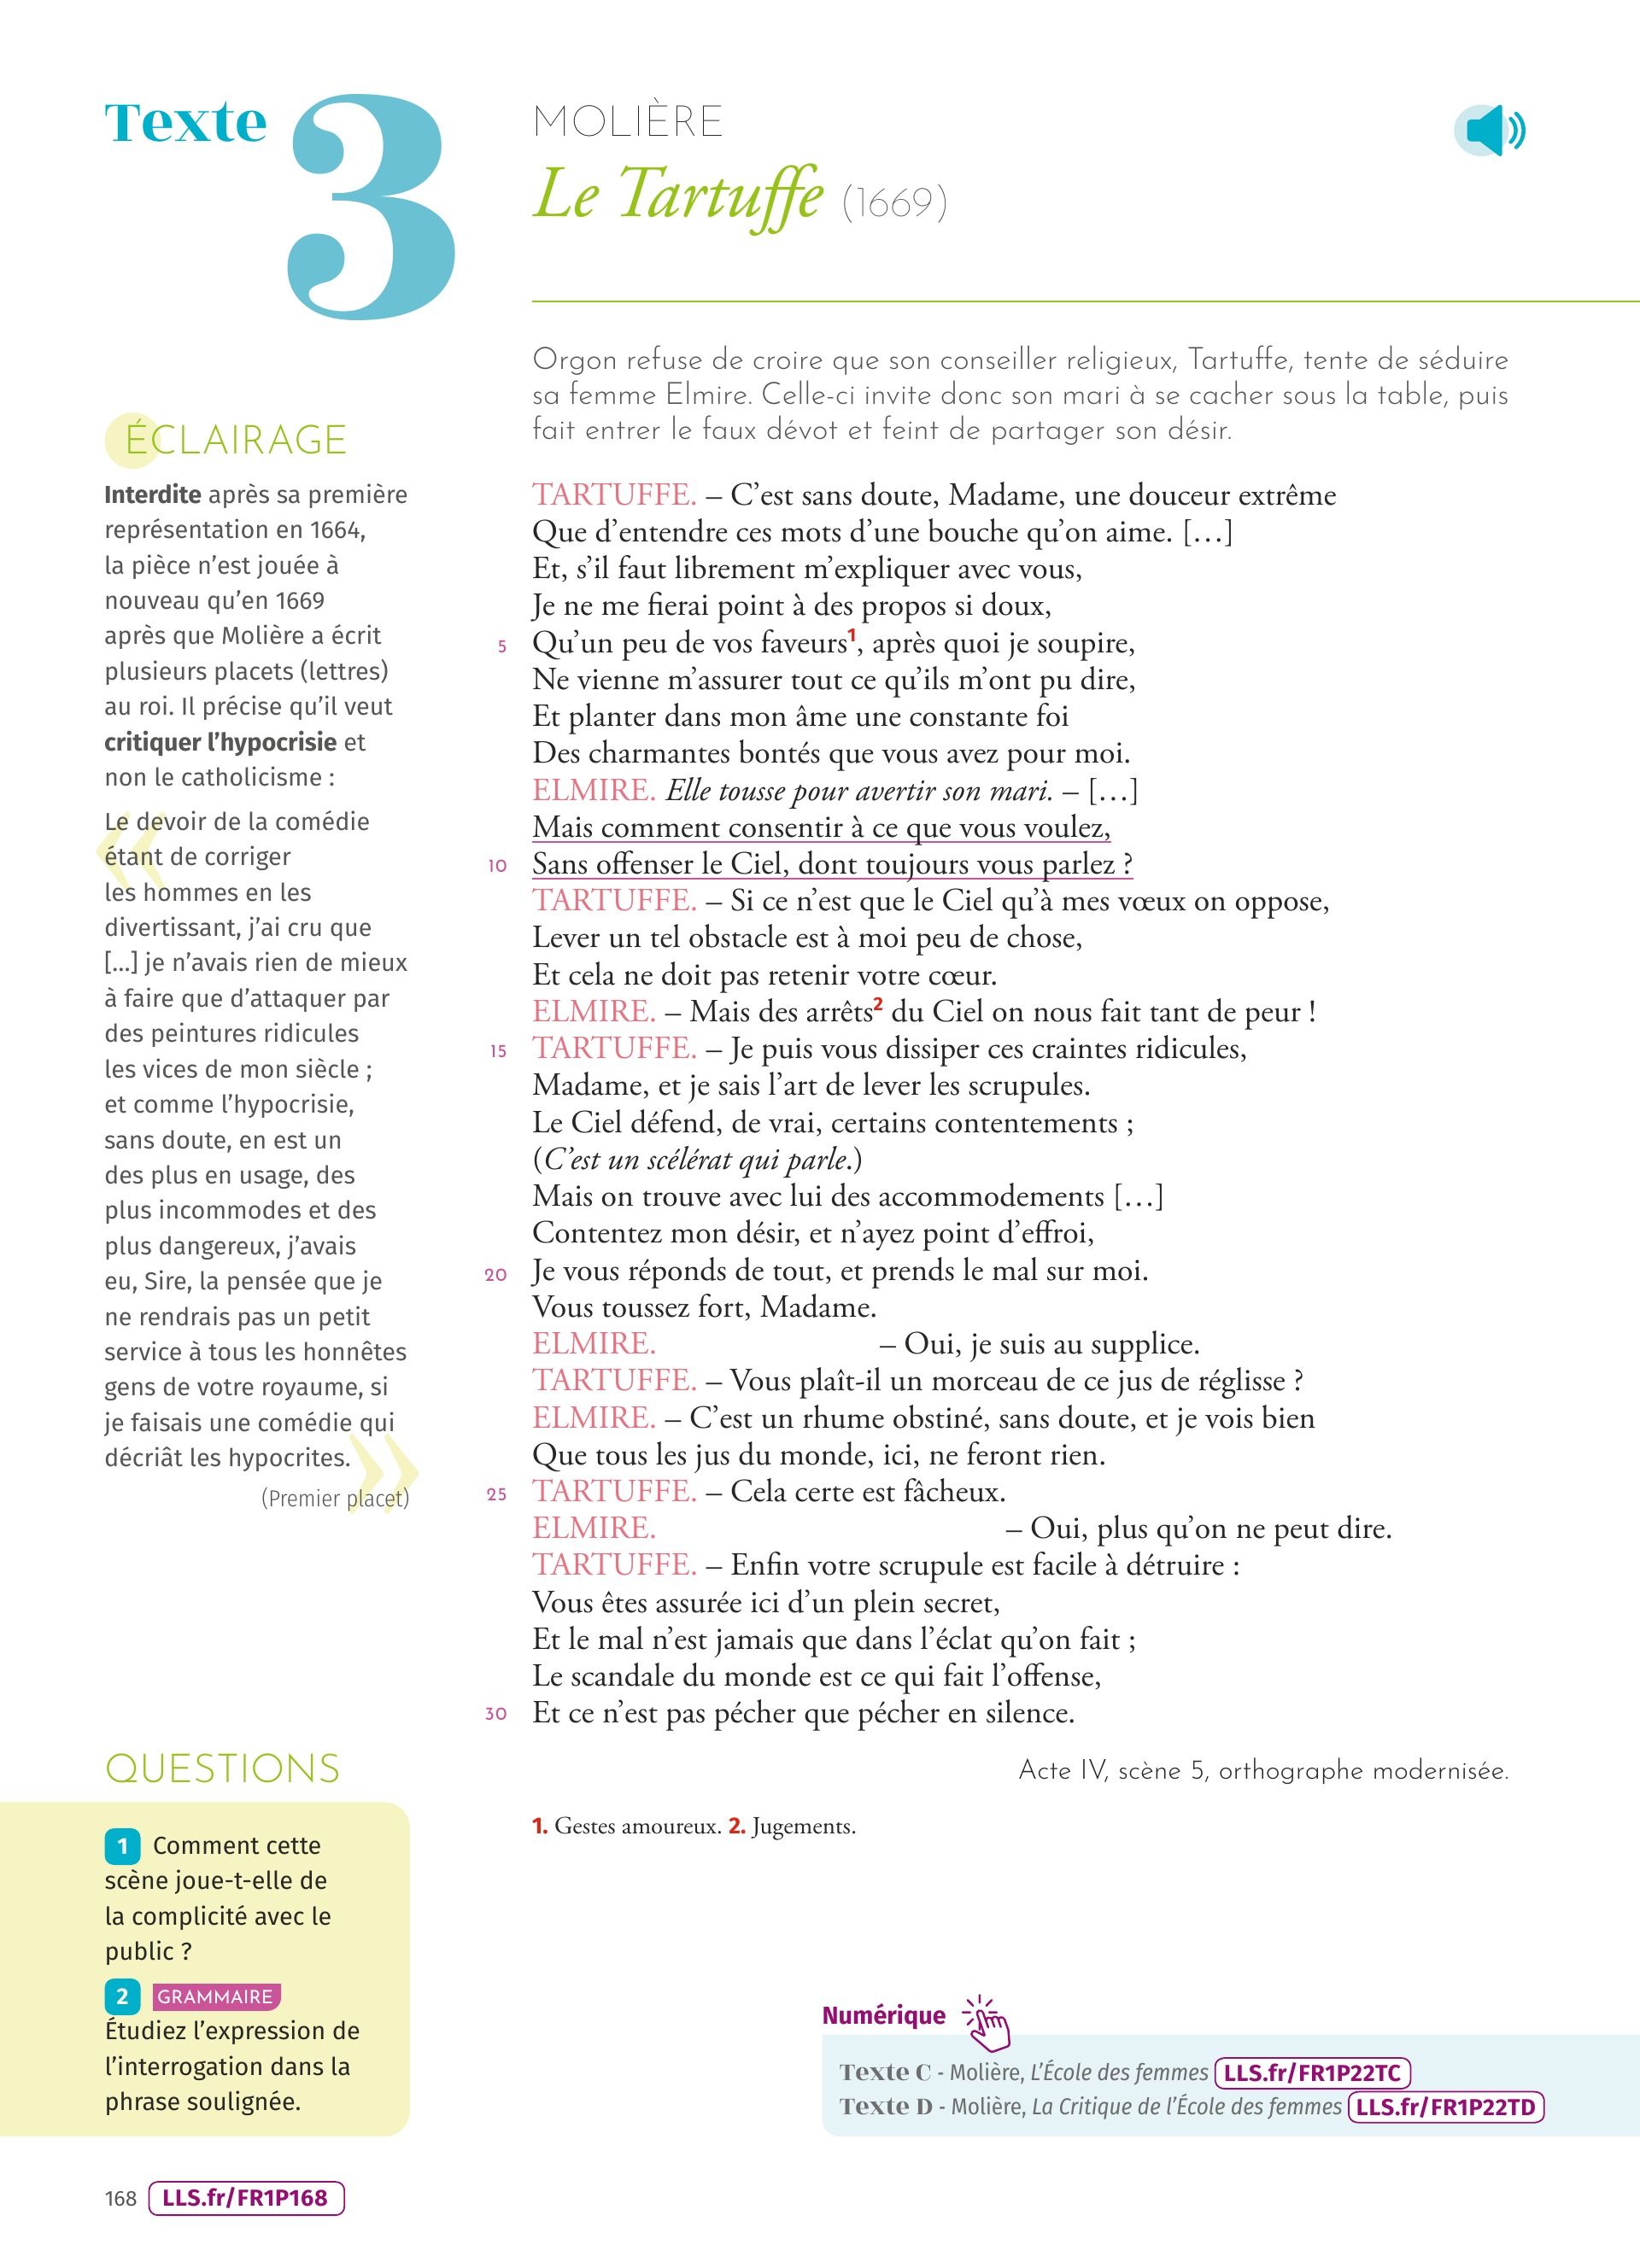 Texte 3
MOLIÈRE
Le Tartuffe (1669)
Orgon refuse de croire que son conseiller religieux, Tartuffe, tente de séduire
sa femme Elmire. Celle-ci invite donc son mari à se cacher sous la table, puis
fait entrer le faux dévot et feint de partager son désir.
ÉCLAIRAGE
Interdite après sa première
représentation en 1664,
la pièce n’est jouée à
nouveau qu’en 1669
après que Molière a écrit
plusieurs placets (lettres)
au roi. Il précise qu’il veut
critiquer l’hypocrisie et
non le catholicisme :
« Le devoir de la comédie
étant de corriger
les hommes en les
divertissant, j’ai cru que
[…] je n’avais rien de mieux
à faire que d’attaquer par
des peintures ridicules
les vices de mon siècle ;
et comme l’hypocrisie,
sans doute, en est un
des plus en usage, des
plus incommodes et des
plus dangereux, j’avais
eu, Sire, la pensée que je
ne rendrais pas un petit
service à tous les honnêtes
gens de votre royaume, si
je faisais une comédie qui
décriât les hypocrites. »
(Premier placet)
TARTUFFE. – C’est sans doute, Madame, une douceur extrême
Que d’entendre ces mots d’une bouche qu’on aime. […]
Et, s’il faut librement m’expliquer avec vous,
Je ne me fierai point à des propos si doux,
5 Qu’un peu de vos faveurs1, après quoi je soupire,
Ne vienne m’assurer tout ce qu’ils m’ont pu dire,
Et planter dans mon âme une constante foi
Des charmantes bontés que vous avez pour moi.
ELMIRE. Elle tousse pour avertir son mari. – […]
Mais comment consentir à ce que vous voulez,
10 Sans offenser le Ciel, dont toujours vous parlez ?
TARTUFFE. – Si ce n’est que le Ciel qu’à mes vœux on oppose,
Lever un tel obstacle est à moi peu de chose,
Et cela ne doit pas retenir votre cœur.
ELMIRE. – Mais des arrêts2 du Ciel on nous fait tant de peur !
15 TARTUFFE. – Je puis vous dissiper ces craintes ridicules,
Madame, et je sais l’art de lever les scrupules.
Le Ciel défend, de vrai, certains contentements ;
(C’est un scélérat qui parle.)
Mais on trouve avec lui des accommodements […]
Contentez mon désir, et n’ayez point d’effroi,
20 Je vous réponds de tout, et prends le mal sur moi.
Vous toussez fort, Madame.
ELMIRE. – Oui, je suis au supplice.
TARTUFFE. – Vous plaît-il un morceau de ce jus de réglisse ?
ELMIRE. – C’est un rhume obstiné, sans doute, et je vois bien
Que tous les jus du monde, ici, ne feront rien.
25 TARTUFFE. – Cela certe est fâcheux.
ELMIRE. – Oui, plus qu’on ne peut dire.
TARTUFFE. – Enfin votre scrupule est facile à détruire :
Vous êtes assurée ici d’un plein secret,
Et le mal n’est jamais que dans l’éclat qu’on fait ;
Le scandale du monde est ce qui fait l’offense,
30 Et ce n’est pas pécher que pécher en silence.
Acte IV, scène 5, orthographe modernisée.
1. Gestes amoureux. 2. Jugements.
QUESTIONS
1 Comment cette
scène joue-t-elle de
la complicité avec le
public ?
2 GRAMMAIRE
Étudiez l’expression de
l’interrogation dans la
phrase soulignée.
Numérique
Texte C - Molière, L’École des femmes LLS.fr/FR1P22TC
Texte D - Molière, La Critique de l’École des femmes LLS.fr/FR1P22TD
168 LLS.fr/FR1P168